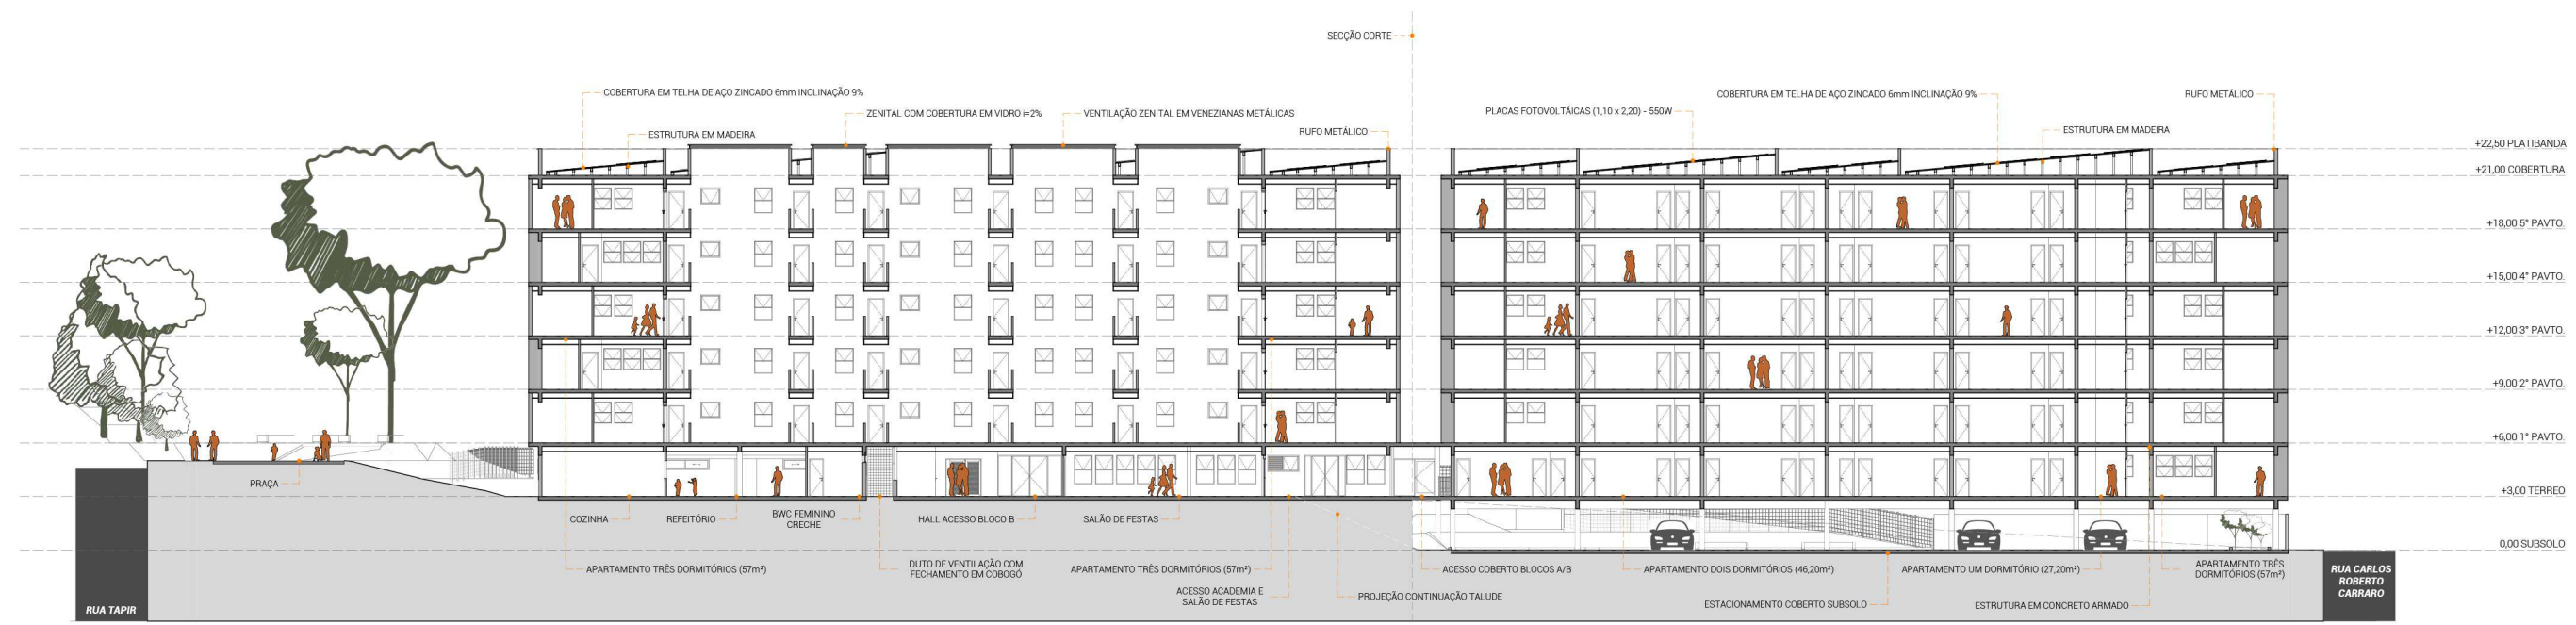 SECÇÃO CORTE
COBERTURA EM TELHA DE AÇO ZINCADO 6mm INCLINAÇÃO 9%
ZENITAL COM COBERTURA EM VIDRO i=2%
VENTILAÇÃO ZENITAL EM VENEZIANAS METÁLICAS
ESTRUTURA EM MADEIRA
RUFO METÁLICO
PLACAS FOTOVOLTÁICAS (1,10 x 2,20) - 550W
COBERTURA EM TELHA DE AÇO ZINCADO 6mm INCLINAÇÃO 9%
RUFO METÁLICO
ESTRUTURA EM MADEIRA
+22,50 PLATIBANDA
+21,00 COBERTURA
+18,00 5° PAVTO.
+15,00 4° PAVTO.
+12,00 3° PAVTO.
+9,00 2° PAVTO.
+6,00 1° PAVTO.
+3,00 TÉRREO
0,00 SUBSOLO
PRAÇA
COZINHA
REFEITÓRIO
BWC FEMININO
CRECHE
HALL ACESSO BLOCO B
SALÃO DE FESTAS
APARTAMENTO TRÊS DORMITÓRIOS (57m²)
DUTO DE VENTILAÇÃO COM
FECHAMENTO EM COBOGÓ
APARTAMENTO TRÊS DORMITÓRIOS (57m²)
ACESSO ACADEMIA E
SALÃO DE FESTAS
PROJEÇÃO CONTINUAÇÃO TALUDE
ACESSO COBERTO BLOCOS A/B
APARTAMENTO DOIS DORMITÓRIOS (46,20m²)
ESTACIONAMENTO COBERTO SUBSOLO
APARTAMENTO UM DORMITÓRIO (27,20m²)
ESTRUTURA EM CONCRETO ARMADO
APARTAMENTO TRÊS
DORMITÓRIOS (57m²)
RUA TAPIR
RUA CARLOS
ROBERTO
CARRARO